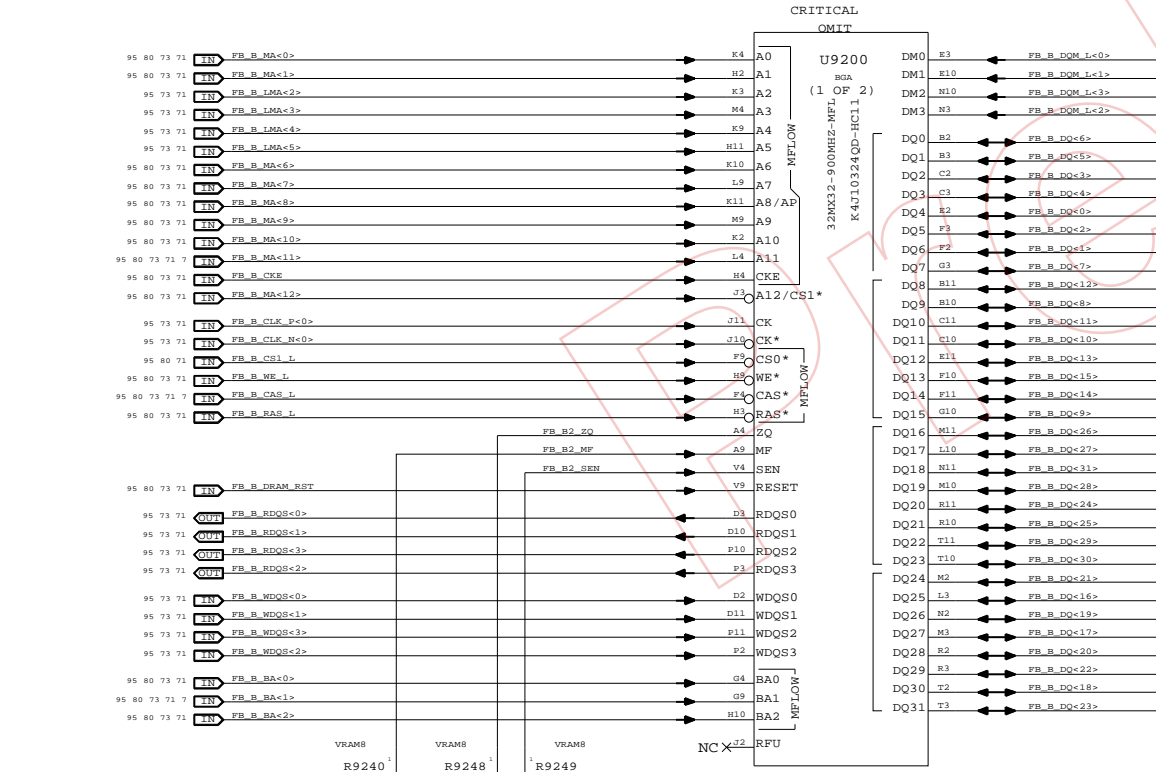 CRITICAL
OMIT
U9200
BGA
(1 OF 2)
32MX32-900MHZ-MFL
K4J10324QD-HC11
95 80 73 71 IN FB_B_MA<0> K4 A0
95 80 73 71 IN FB_B_MA<1> H2 A1
95 73 71 IN FB_B_LMA<2> K3 A2
95 73 71 IN FB_B_LMA<3> M4 A3
95 73 71 IN FB_B_LMA<4> K9 A4
95 73 71 IN FB_B_LMA<5> H11 A5
95 80 73 71 IN FB_B_MA<6> K10 A6
95 80 73 71 IN FB_B_MA<7> L9 A7
95 80 73 71 IN FB_B_MA<8> K11 A8/AP
95 80 73 71 IN FB_B_MA<9> M9 A9
95 80 73 71 IN FB_B_MA<10> K2 A10
95 80 73 71 7 IN FB_B_MA<11> L4 A11
95 80 73 71 IN FB_B_CKE H4 CKE
95 80 73 71 IN FB_B_MA<12> J3 A12/CS1*
MFLOW
95 73 71 IN FB_B_CLK_P<0> J11 CK
95 73 71 IN FB_B_CLK_N<0> J10 CK*
95 80 73 71 IN FB_B_CS1_L F9 CS0*
95 80 73 71 IN FB_B_WE_L H9 WE*
95 80 73 71 7 IN FB_B_CAS_L F4 CAS*
95 80 73 71 IN FB_B_RAS_L H3 RAS*
MFLOW
FB_B2_ZQ A4 ZQ
FB_B2_MF A9 MF
FB_B2_SEN V4 SEN
95 80 73 71 IN FB_B_DRAM_RST V9 RESET
95 73 71 OUT FB_B_RDQS<0> D3 RDQS0
95 73 71 OUT FB_B_RDQS<1> D10 RDQS1
95 73 71 OUT FB_B_RDQS<3> P10 RDQS2
95 73 71 OUT FB_B_RDQS<2> P3 RDQS3
95 73 71 IN FB_B_WDQS<0> D2 WDQS0
95 73 71 IN FB_B_WDQS<1> D11 WDQS1
95 73 71 IN FB_B_WDQS<3> P11 WDQS2
95 73 71 IN FB_B_WDQS<2> P2 WDQS3
95 80 73 71 IN FB_B_BA<0> G4 BA0
95 80 73 71 7 IN FB_B_BA<1> G9 BA1
95 80 73 71 IN FB_B_BA<2> H10 BA2
MFLOW
NC J2 RFU
VRAM8 VRAM8 VRAM8
R9240 1 R9248 1 1 R9249
DM0 E3 FB_B_DQM_L<0>
DM1 E10 FB_B_DQM_L<1>
DM2 N10 FB_B_DQM_L<3>
DM3 N3 FB_B_DQM_L<2>
DQ0 B2 FB_B_DQ<6>
DQ1 B3 FB_B_DQ<5>
DQ2 C2 FB_B_DQ<3>
DQ3 C3 FB_B_DQ<4>
DQ4 E2 FB_B_DQ<0>
DQ5 F3 FB_B_DQ<2>
DQ6 F2 FB_B_DQ<1>
DQ7 G3 FB_B_DQ<7>
DQ8 B11 FB_B_DQ<12>
DQ9 B10 FB_B_DQ<8>
DQ10 C11 FB_B_DQ<11>
DQ11 C10 FB_B_DQ<10>
DQ12 E11 FB_B_DQ<13>
DQ13 F10 FB_B_DQ<15>
DQ14 F11 FB_B_DQ<14>
DQ15 G10 FB_B_DQ<9>
DQ16 M11 FB_B_DQ<26>
DQ17 L10 FB_B_DQ<27>
DQ18 N11 FB_B_DQ<31>
DQ19 M10 FB_B_DQ<28>
DQ20 R11 FB_B_DQ<24>
DQ21 R10 FB_B_DQ<25>
DQ22 T11 FB_B_DQ<29>
DQ23 T10 FB_B_DQ<30>
DQ24 M2 FB_B_DQ<21>
DQ25 L3 FB_B_DQ<16>
DQ26 N2 FB_B_DQ<19>
DQ27 M3 FB_B_DQ<17>
DQ28 R2 FB_B_DQ<20>
DQ29 R3 FB_B_DQ<22>
DQ30 T2 FB_B_DQ<18>
DQ31 T3 FB_B_DQ<23>
Pre